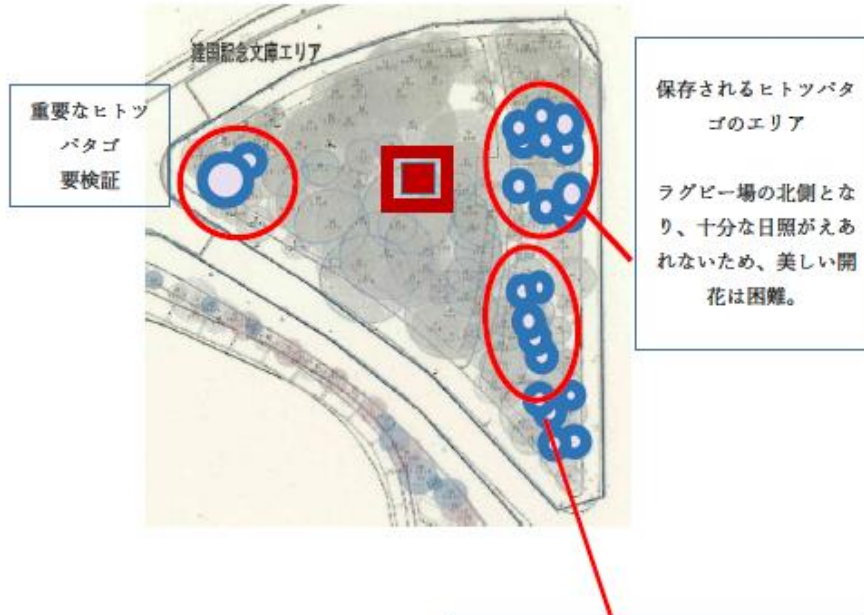 建国記念文庫エリア
重要なヒトツ
バタゴ
要検証
保存されるヒトツバタ
ゴのエリア
ラグビー場の北側とな
り、十分な日照がえあ
れないため、美しい開
花は困難。